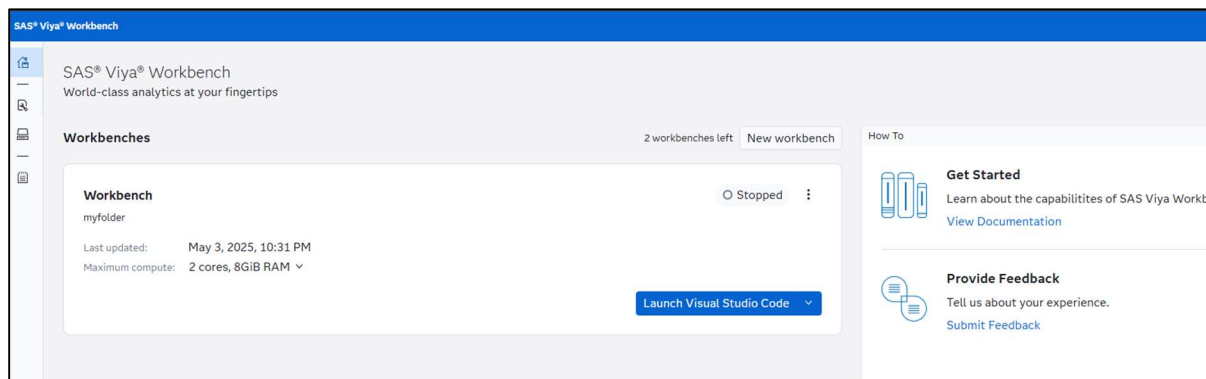 SAS® Viya® Workbench
SAS® Viya® Workbench
World-class analytics at your fingertips
Workbenches
2 workbenches left
New workbench
Workbench
Stopped
myfolder
Last updated: May 3, 2025, 10:31 PM
Maximum compute: 2 cores, 8GiB RAM
Launch Visual Studio Code
How To
Get Started
Learn about the capabilitites of SAS Viya
View Documentation
Provide Feedback
Tell us about your experience.
Submit Feedback